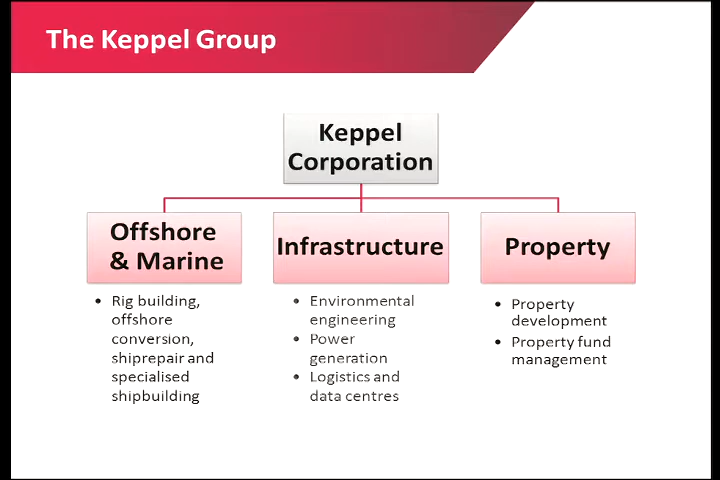 The Keppel Group
Keppel
Corporation
Offshore
& Marine
• Rig building,
offshore
conversion,
shiprepair and
specialised
shipbuilding
Infrastructure
• Environmental
engineering
• Power
generation
• Logistics and
data centres
Property
• Property
development
• Property fund
management